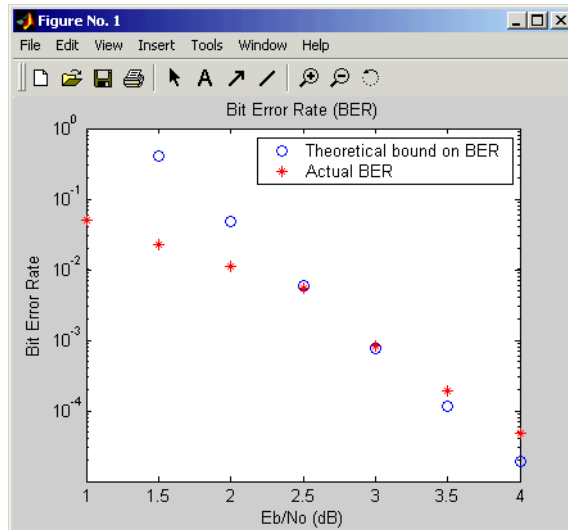 Figure No. 1
File Edit View Insert Tools Window Help
A
Bit Error Rate (BER)
10^0
10^-1
10^-2
10^-3
10^-4
Bit Error Rate
Theoretical bound on BER
Actual BER
1 1.5 2 2.5 3 3.5 4
Eb/No (dB)